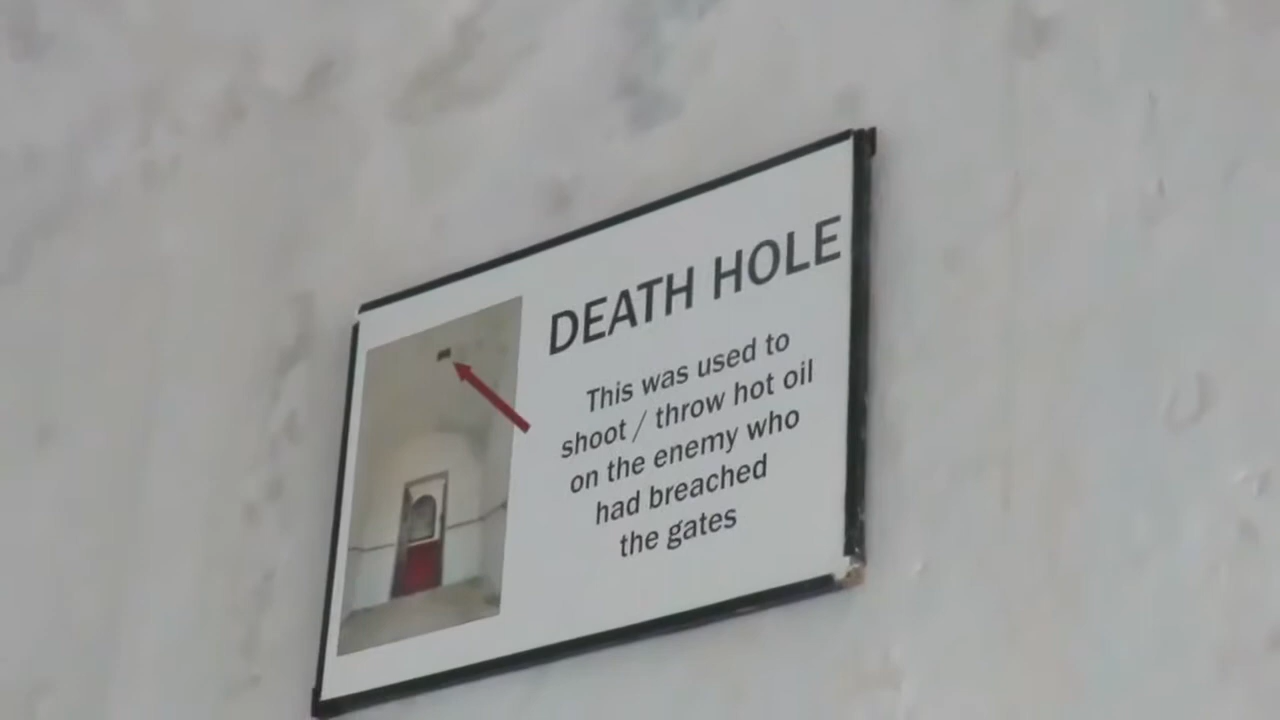 DEATH HOLE
This was used to
shoot / throw hot oil
on the enemy who
had breached
the gates